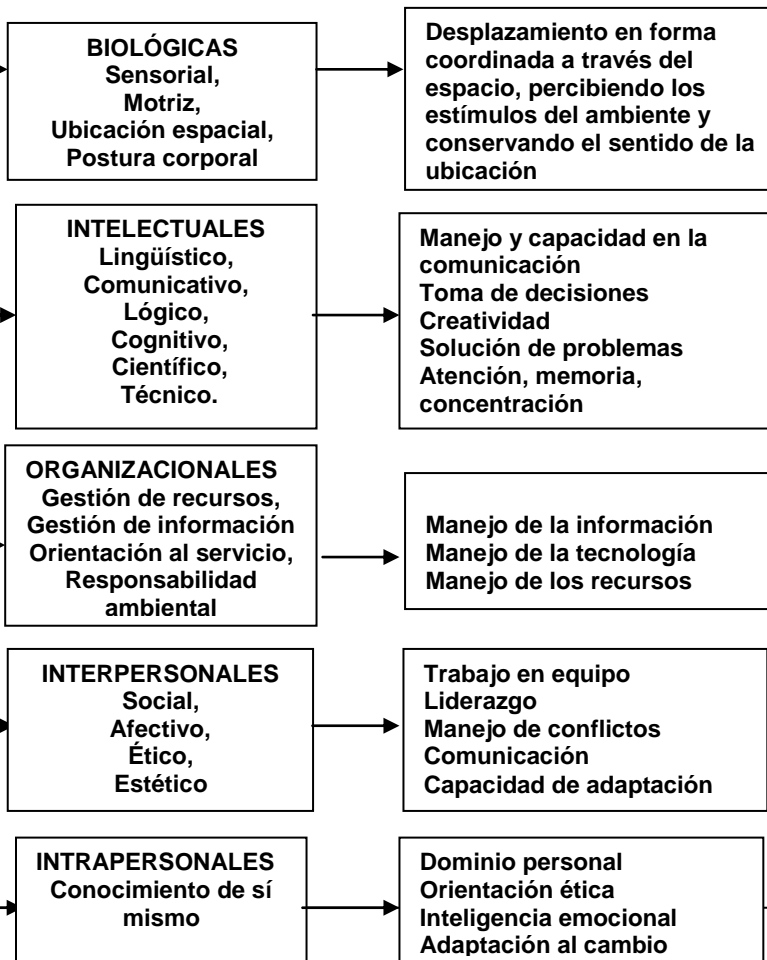 BIOLÓGICAS
Sensorial,
Motriz,
Ubicación espacial,
Postura corporal
Desplazamiento en forma
coordinada a través del
espacio, percibiendo los
estímulos del ambiente y
conservando el sentido de la
ubicación
INTELECTUALES
Lingüístico,
Comunicativo,
Lógico,
Cognitivo,
Científico,
Técnico.
Manejo y capacidad en la
comunicación
Toma de decisiones
Creatividad
Solución de problemas
Atención, memoria,
concentración
ORGANIZACIONALES
Gestión de recursos,
Gestión de información
Orientación al servicio,
Responsabilidad
ambiental
Manejo de la información
Manejo de la tecnología
Manejo de los recursos
INTERPERSONALES
Social,
Afectivo,
Ético,
Estético
Trabajo en equipo
Liderazgo
Manejo de conflictos
Comunicación
Capacidad de adaptación
INTRAPERSONALES
Conocimiento de sí
mismo
Dominio personal
Orientación ética
Inteligencia emocional
Adaptación al cambio